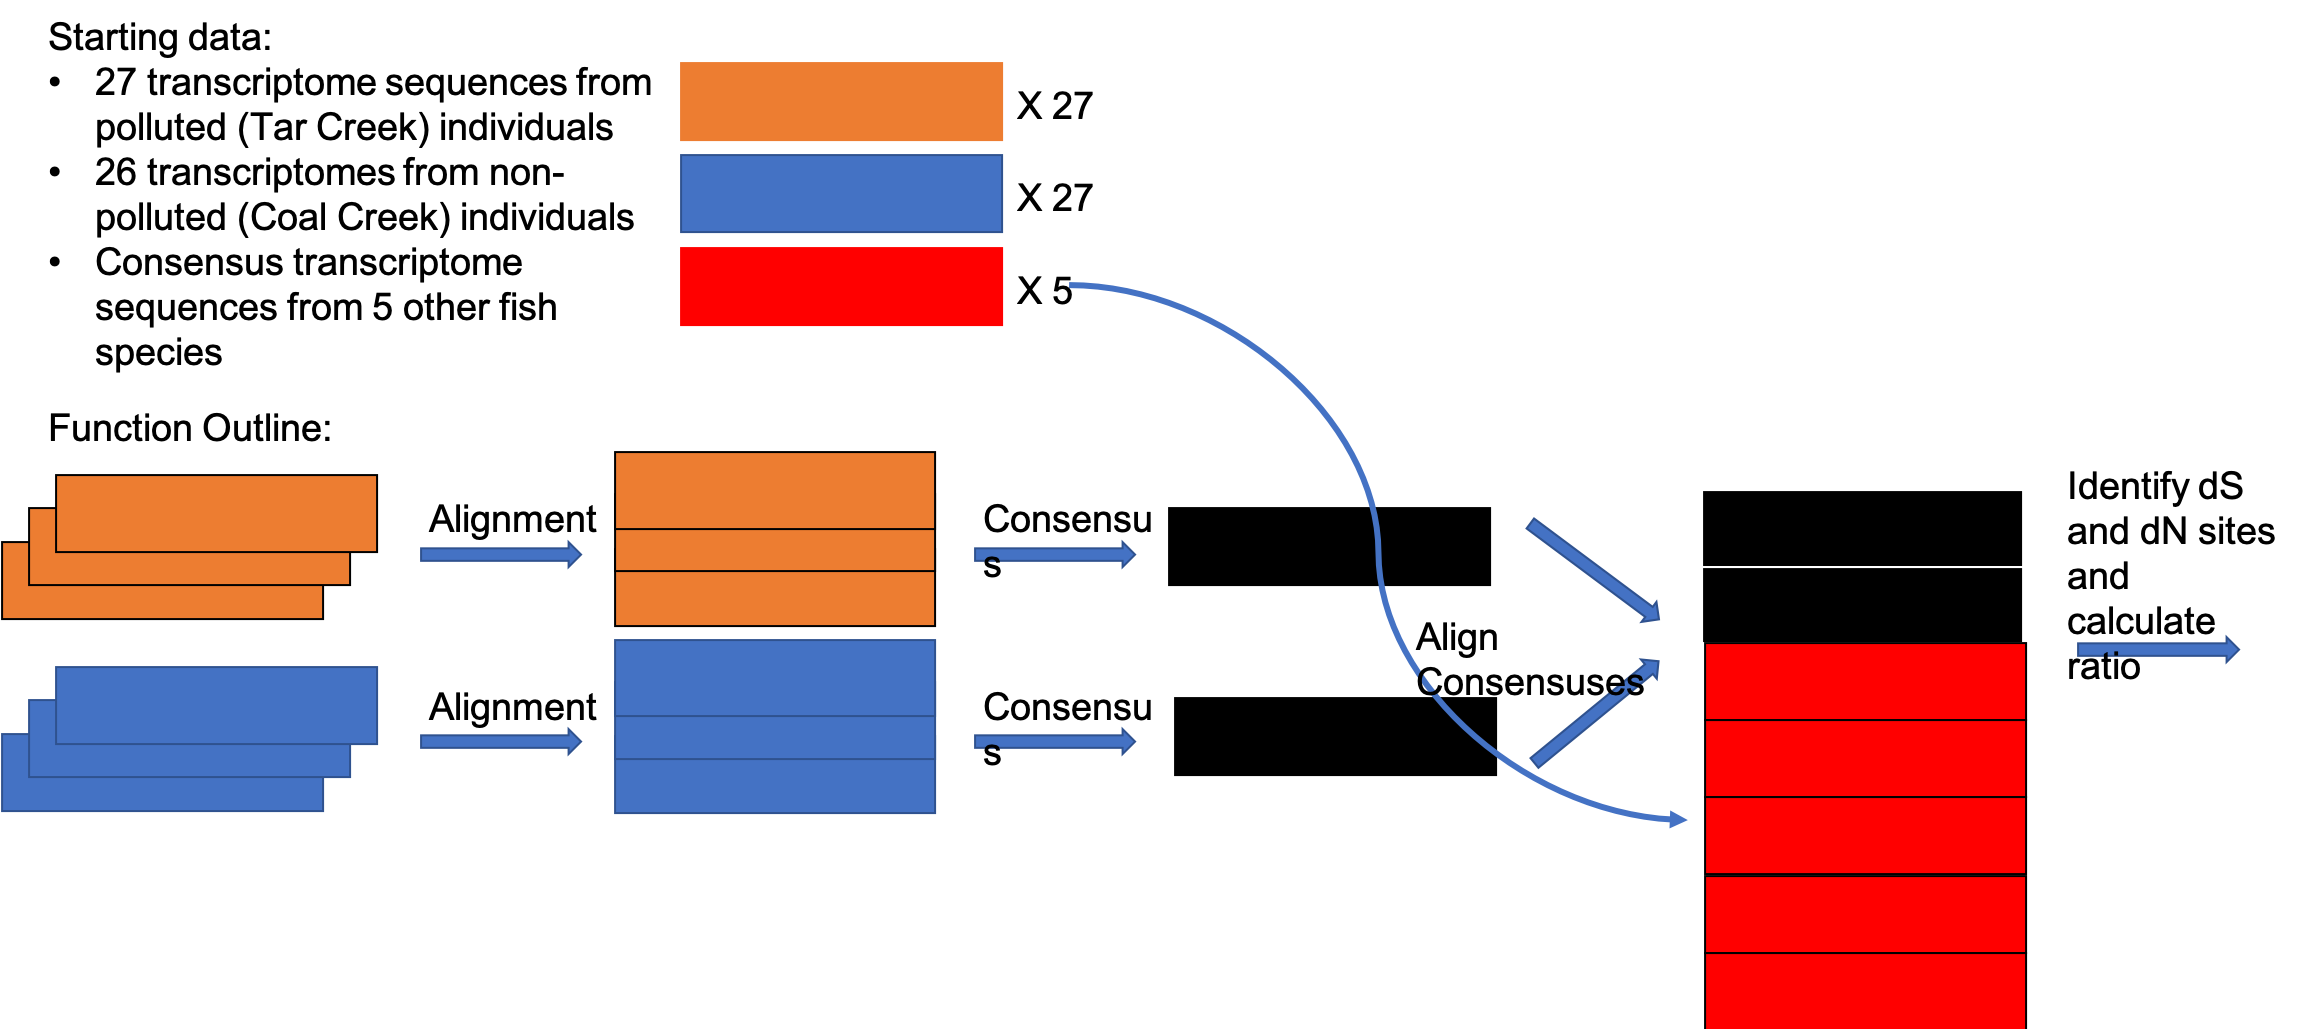 Starting data:
• 27 transcriptome sequences from
polluted (Tar Creek) individuals
• 26 transcriptomes from non-
polluted (Coal Creek) individuals
• Consensus transcriptome
sequences from 5 other fish
species
X 27
X 27
X 5
Function Outline:
Alignment
Consensu
s
Alignment
Consensu
s
Align
Consensuses
Identify dS
and dN sites
and
calculate
ratio